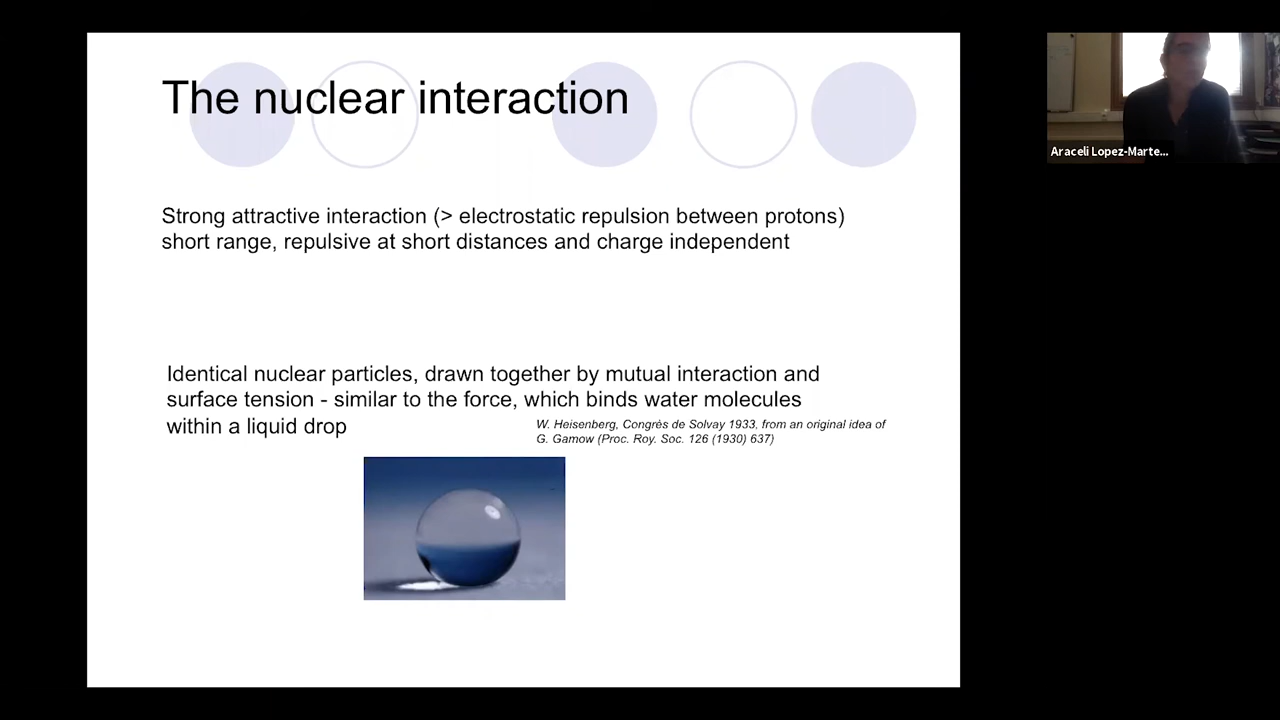 The nuclear interaction
Strong attractive interaction (> electrostatic repulsion between protons)
short range, repulsive at short distances and charge independent
Identical nuclear particles, drawn together by mutual interaction and
surface tension - similar to the force, which binds water molecules
within a liquid drop
W. Heisenberg, Congrès de Solvay 1933, from an original idea of
G. Gamow (Proc. Roy. Soc. 126 (1930) 637)
Araceli Lopez-Marte...